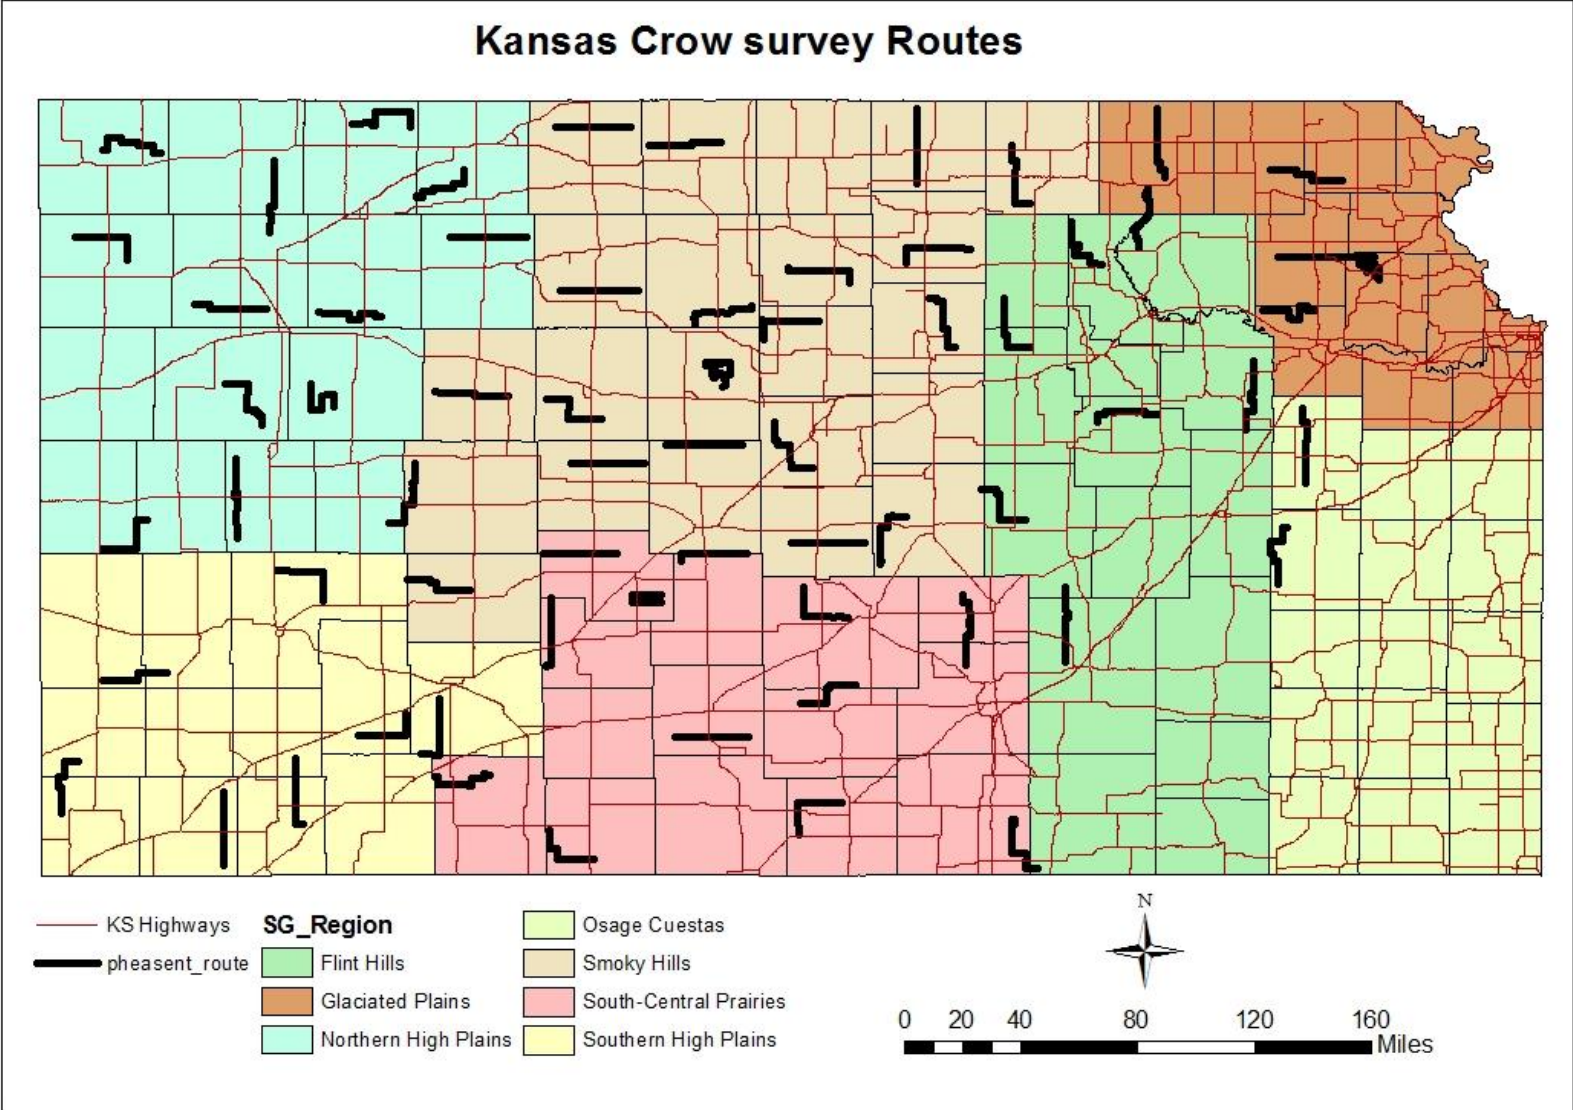 Kansas Crow survey Routes
KS Highways
pheasent_route
SG_Region
Flint Hills
Glaciated Plains
Northern High Plains
Osage Cuestas
Smoky Hills
South-Central Prairies
Southern High Plains
N
0 20 40 80 120 160
Miles